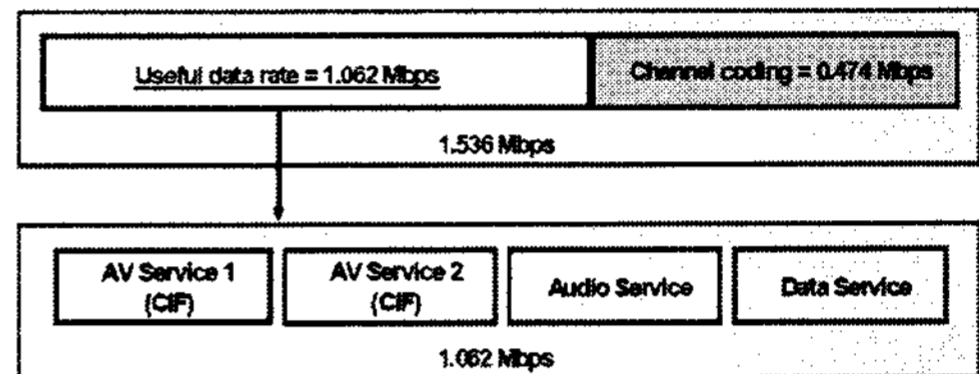 Useful data rate = 1.062 Mbps
Channel coding = 0.474 Mbps
1.536 Mbps
AV Service 1
(CIF)
AV Service 2
(CIF)
Audio Service
Data Service
1.062 Mbps